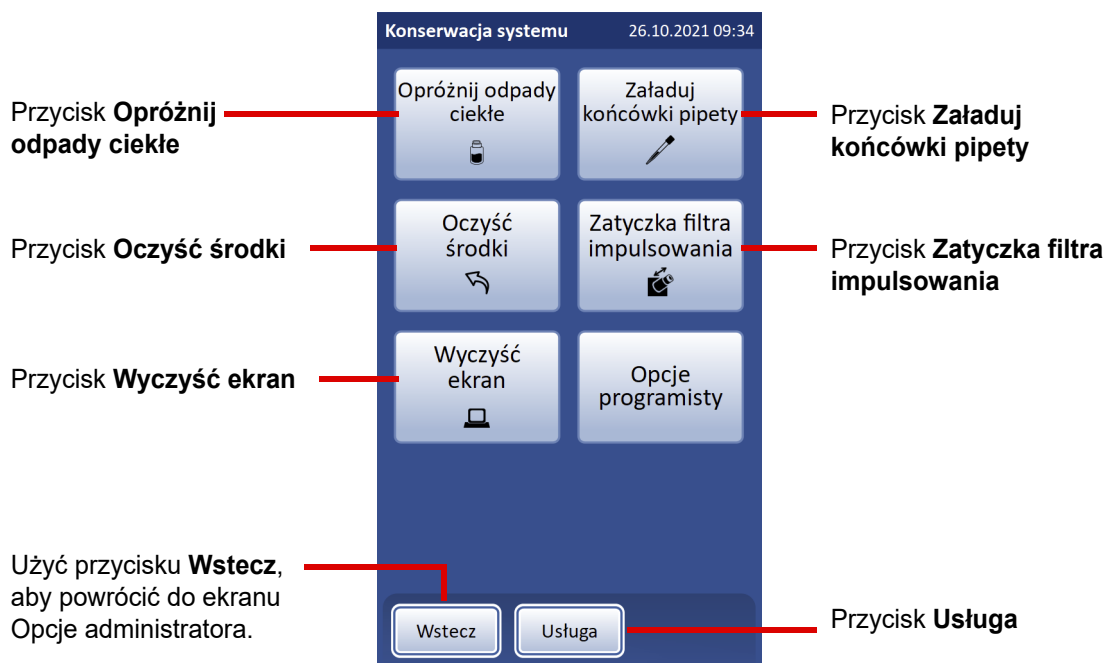 Konserwacja systemu 26.10.2021 09:34
Opróżnij odpady
ciekłe
Załaduj
końcówki pipety
Przycisk Opróżnij
odpady ciekłe
Przycisk Załaduj
końcówki pipety
Oczyść
środki
Zatyczka filtra
impulsowania
Przycisk Oczyść środki
Przycisk Zatyczka filtra
impulsowania
Wyczyść
ekran
Opcje
programisty
Przycisk Wyczyść ekran
Użyć przycisku Wstecz,
aby powrócić do ekranu
Opcje administratora.
Wstecz
Usługa
Przycisk Usługa